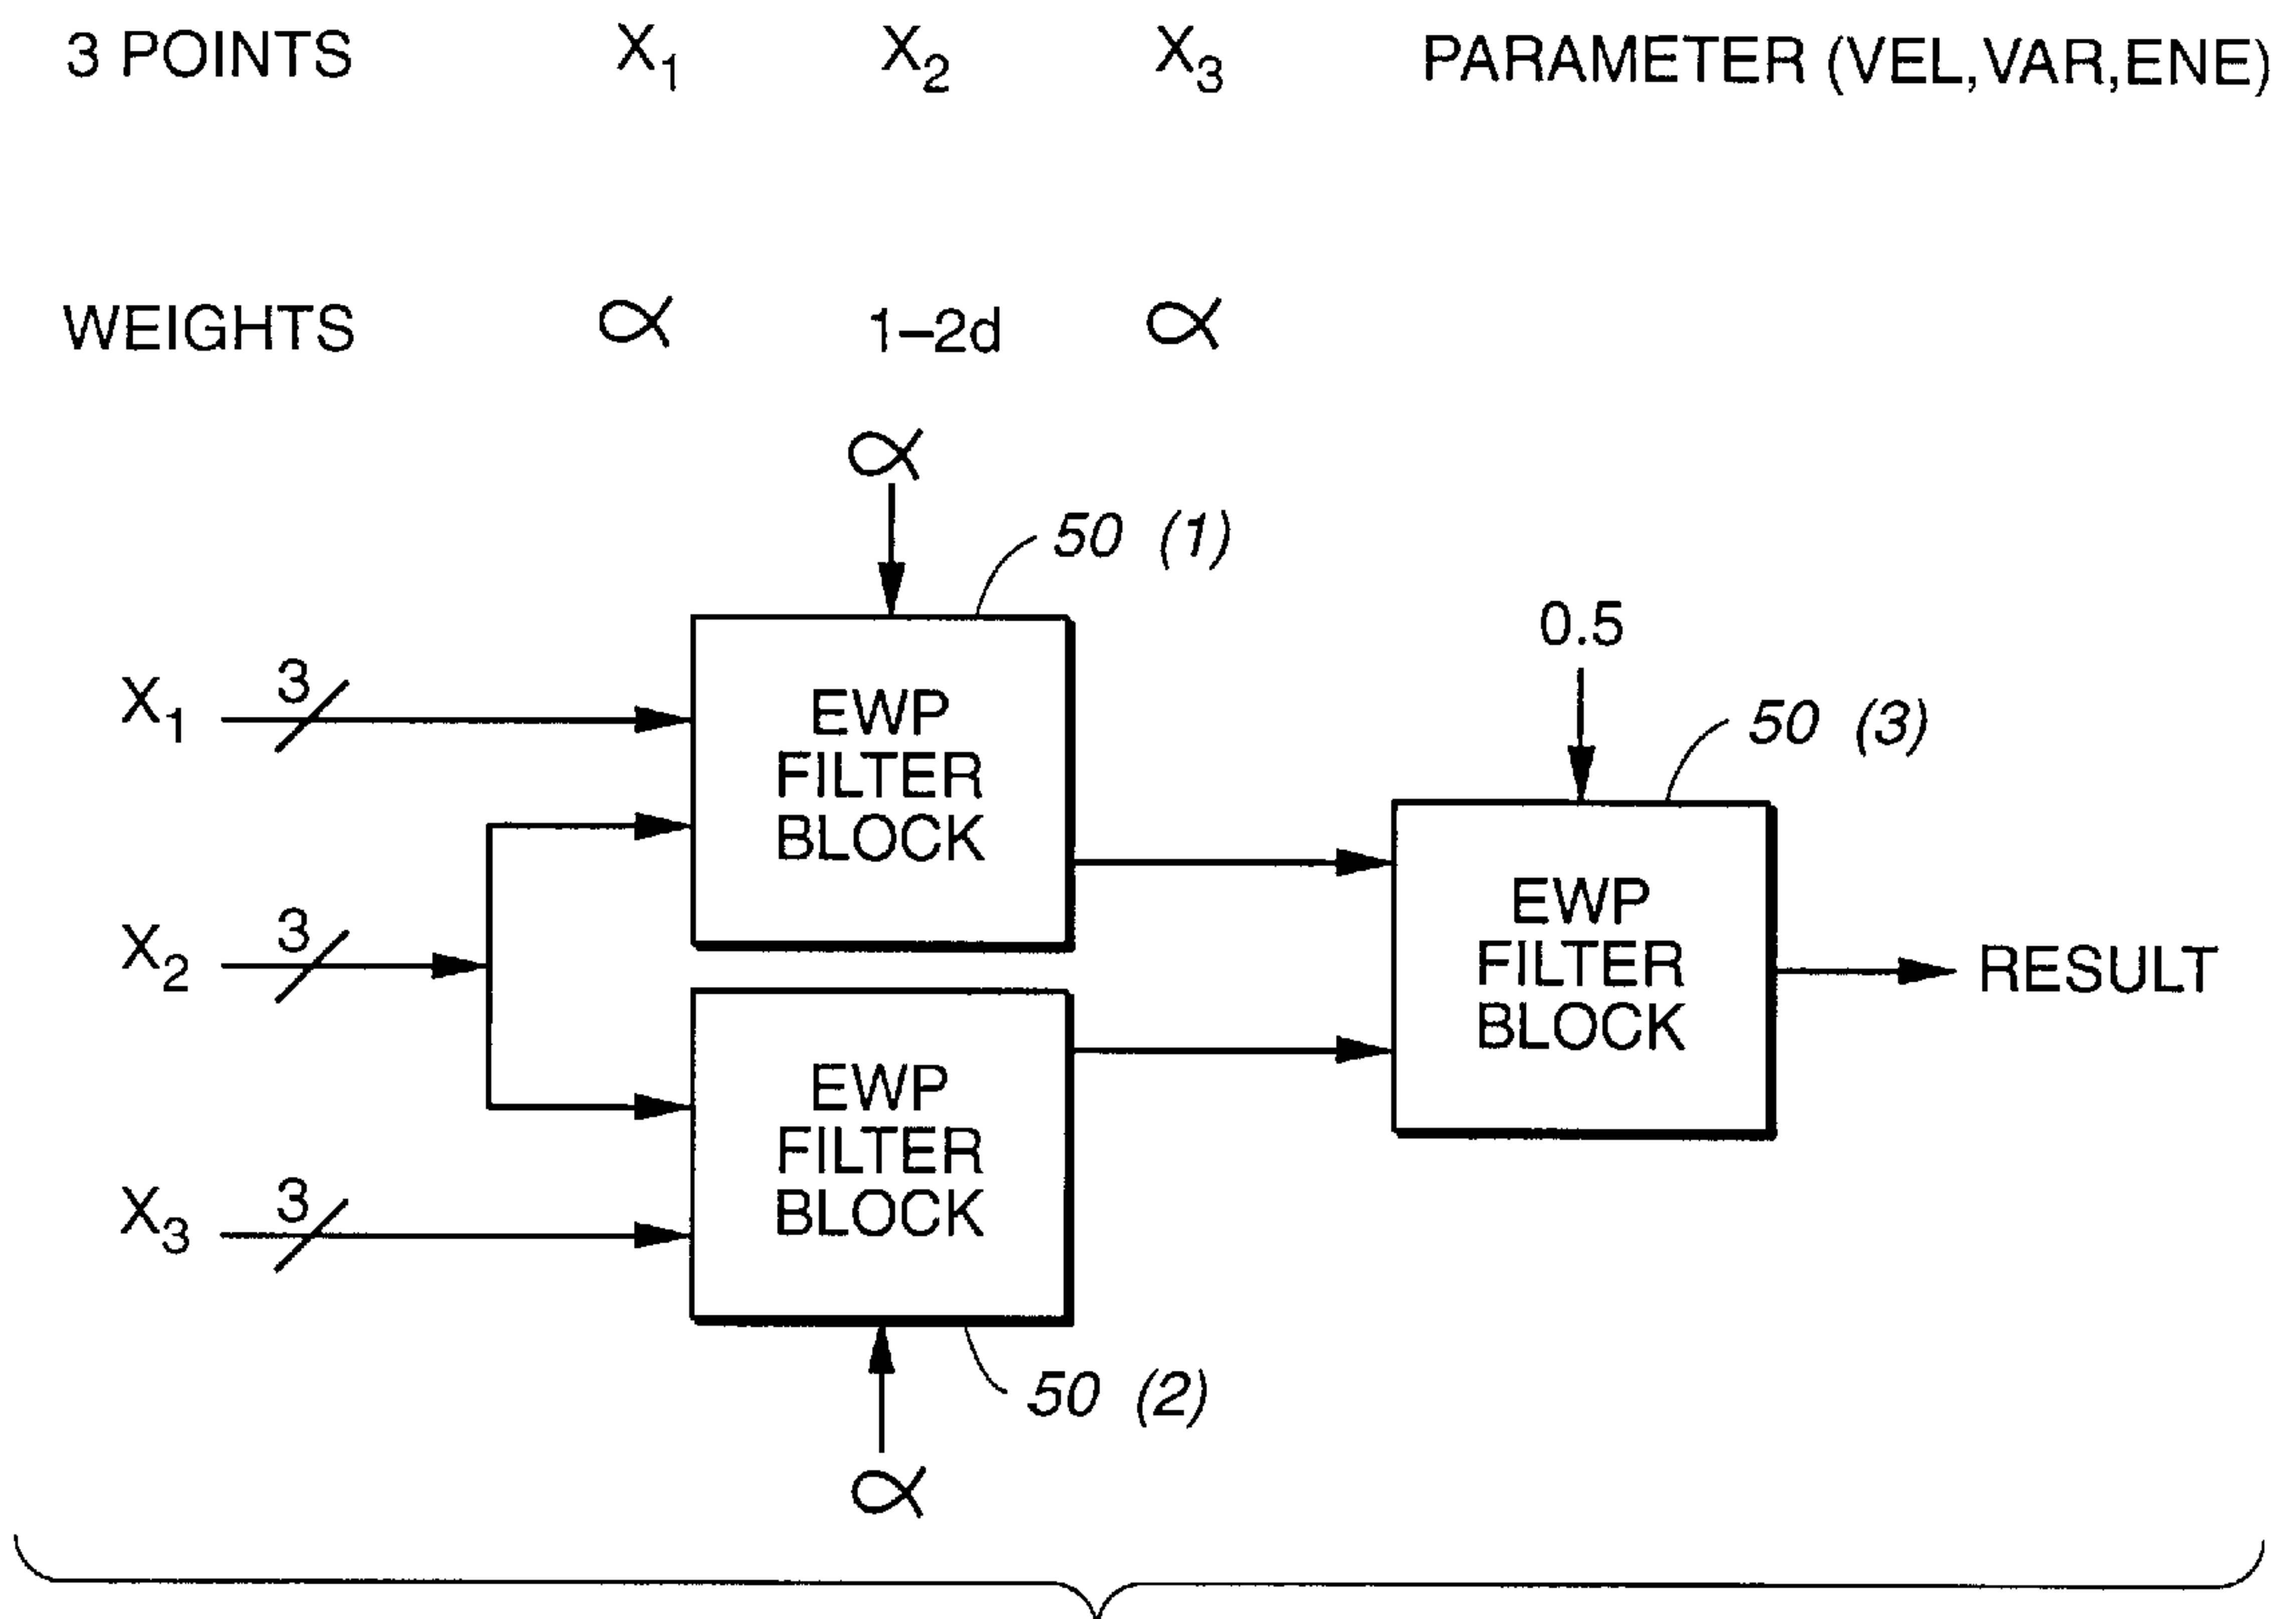 3 POINTS X₁ X₂ X₃ PARAMETER (VEL,VAR,ENE)
WEIGHTS α 1–2d α
α
50 (1)
0.5
X₁ 3
EWP
FILTER
BLOCK
50 (3)
X₂ 3
EWP
FILTER
BLOCK
RESULT
X₃ 3
EWP
FILTER
BLOCK
50 (2)
α